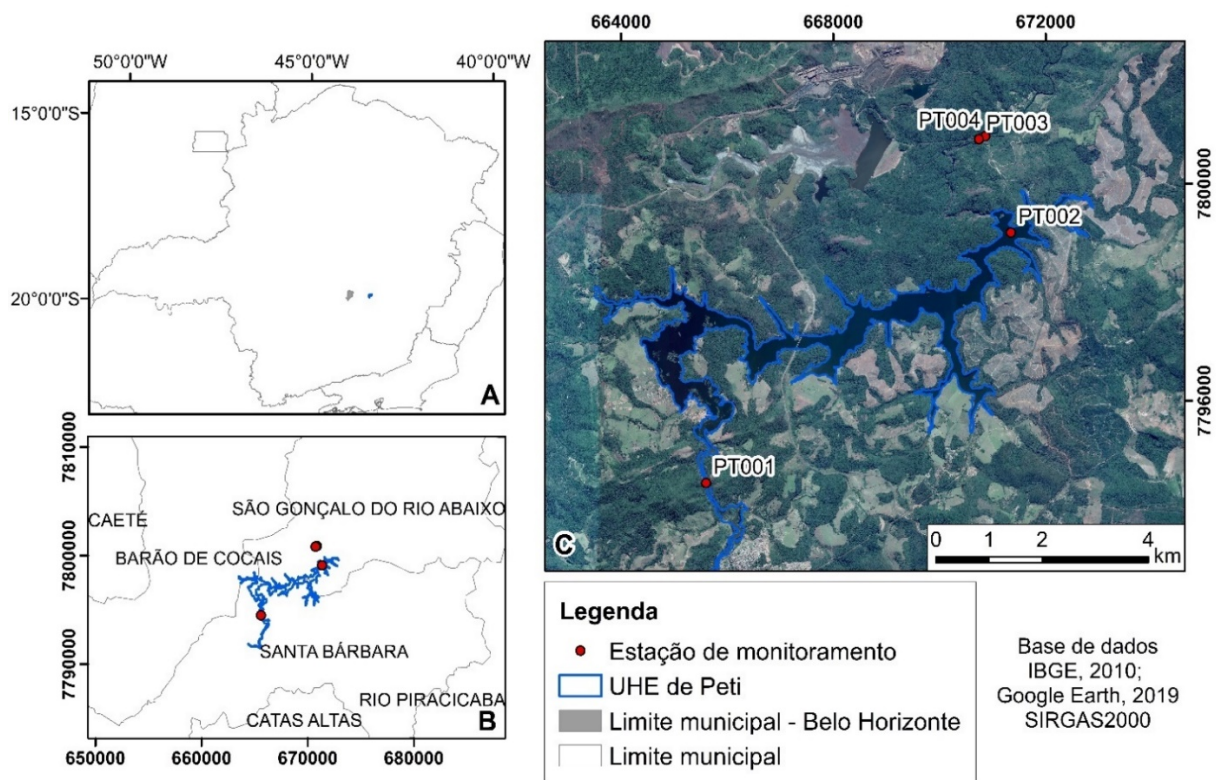 50°0'0"W 45°0'0"W 40°0'0"W
15°0'0"S
20°0'0"S
A
7810000
7800000
7790000
CAETÉ
SÃO GONÇALO DO RIO ABAIXO
BARÃO DE COCAIS
SANTA BÁRBARA
RIO PIRACICABA
CATAS ALTAS
B
650000 660000 670000 680000
664000 668000 672000
PT004 PT003
PT002
PT001
7800000
7796000
C
0 1 2 4
km
Legenda
Estação de monitoramento
UHE de Peti
Limite municipal - Belo Horizonte
Limite municipal
Base de dados
IBGE, 2010;
Google Earth, 2019
SIRGAS2000